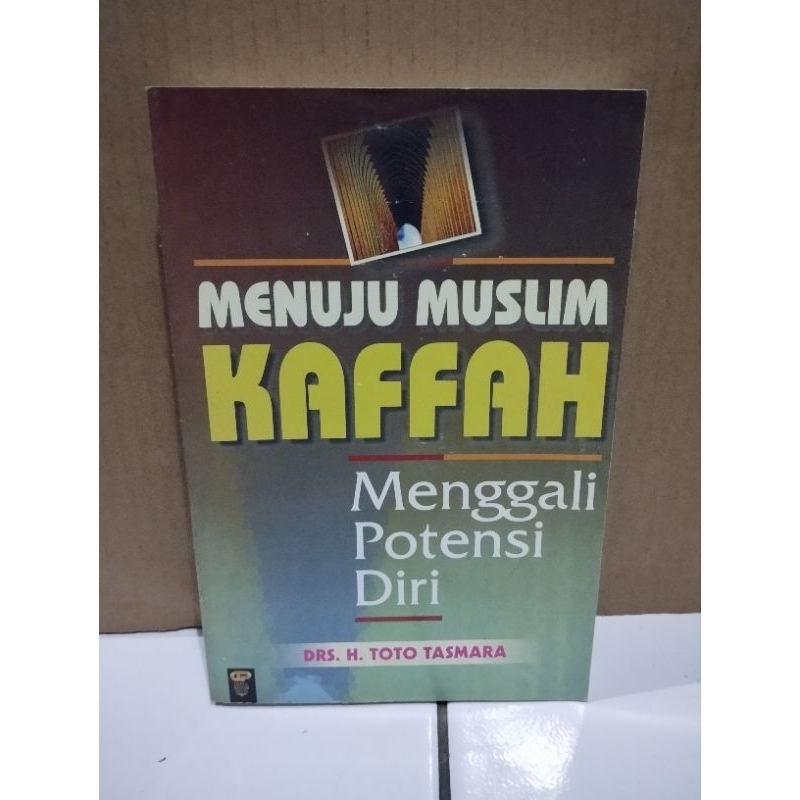 MENUJU MUSLIM
KAFFAH
Menggali
Potensi
Diri
DRS. H. TOTO TASMARA